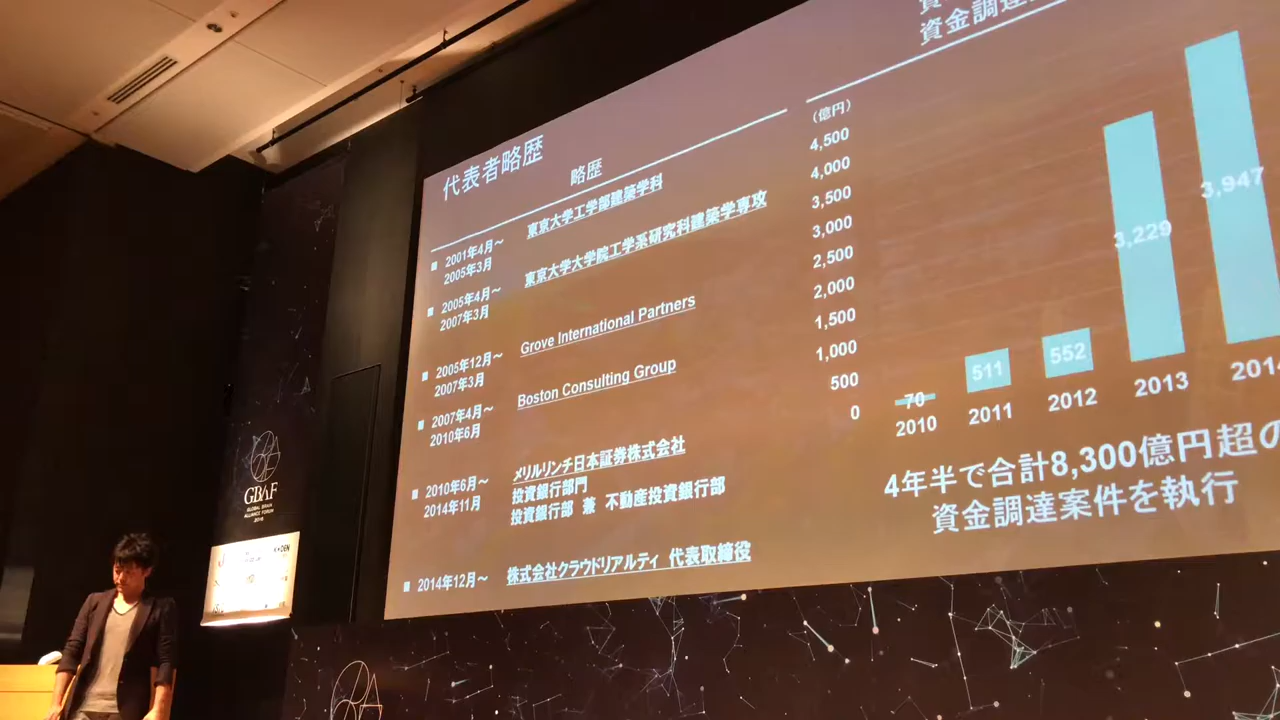 代表者略歴
略歴
2001年4月～
2005年3月
東京大学工学部建築学科
2005年4月～
2007年3月
東京大学大学院工学系研究科建築学専攻
2005年12月～
2007年3月
Grove International Partners
2007年4月～
2010年6月
Boston Consulting Group
2010年6月～
2014年11月
メリルリンチ日本証券株式会社
投資銀行部門
投資銀行部 兼 不動産投資銀行部
2014年12月～
株式会社クラウドリアルティ 代表取締役
資金調達
（億円）
4,500
4,000
3,500
3,000
2,500
2,000
1,500
1,000
500
0
70
511
552
3,229
3,947
2010
2011
2012
2013
2014
4年半で合計8,300億円超の
資金調達案件を執行
GBAF
GLOBAL BRAIN
ALLIANCE FORUM
2016